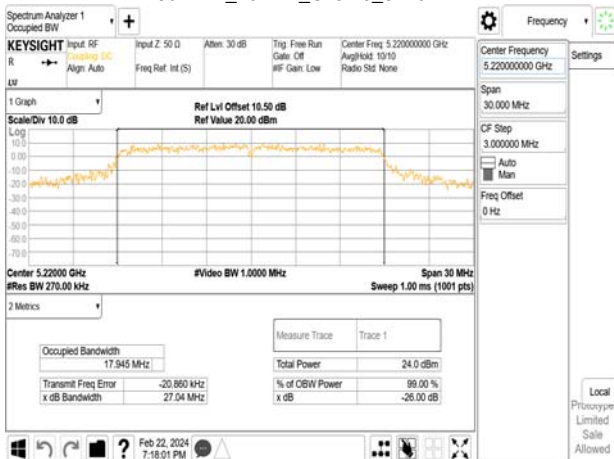 Spectrum Analyzer 1
Occupied BW
Frequency
KEYSIGHT
R
Input: RF
Coupling: DC
Align: Auto
Input Z: 50 Ω
Freq Ref: Int (S)
Atten: 30 dB
Trig: Free Run
Gate: Off
#IF Gain: Low
Center Freq: 5.220000000 GHz
Avg|Hold: 10/10
Radio Std: None
Center Frequency
5.220000000 GHz
Settings
Span
30.000 MHz
CF Step
3.000000 MHz
Auto
Man
Freq Offset
0 Hz
1 Graph
Scale/Div 10.0 dB
Ref Lvl Offset 10.50 dB
Ref Value 20.00 dBm
Log
10.0
0.00
-10.0
-20.0
-30.0
-40.0
-50.0
-60.0
-70.0
Center 5.22000 GHz
#Res BW 270.00 kHz
#Video BW 1.0000 MHz
Span 30 MHz
Sweep 1.00 ms (1001 pts)
2 Metrics
Measure Trace Trace 1
Occupied Bandwidth
17.945 MHz
Total Power 24.0 dBm
Transmit Freq Error -20.860 kHz
% of OBW Power 99.00 %
x dB Bandwidth 27.04 MHz
x dB -26.00 dB
Local
Prototype
Limited
Sale
Allowed
Feb 22, 2024
7:18:01 PM